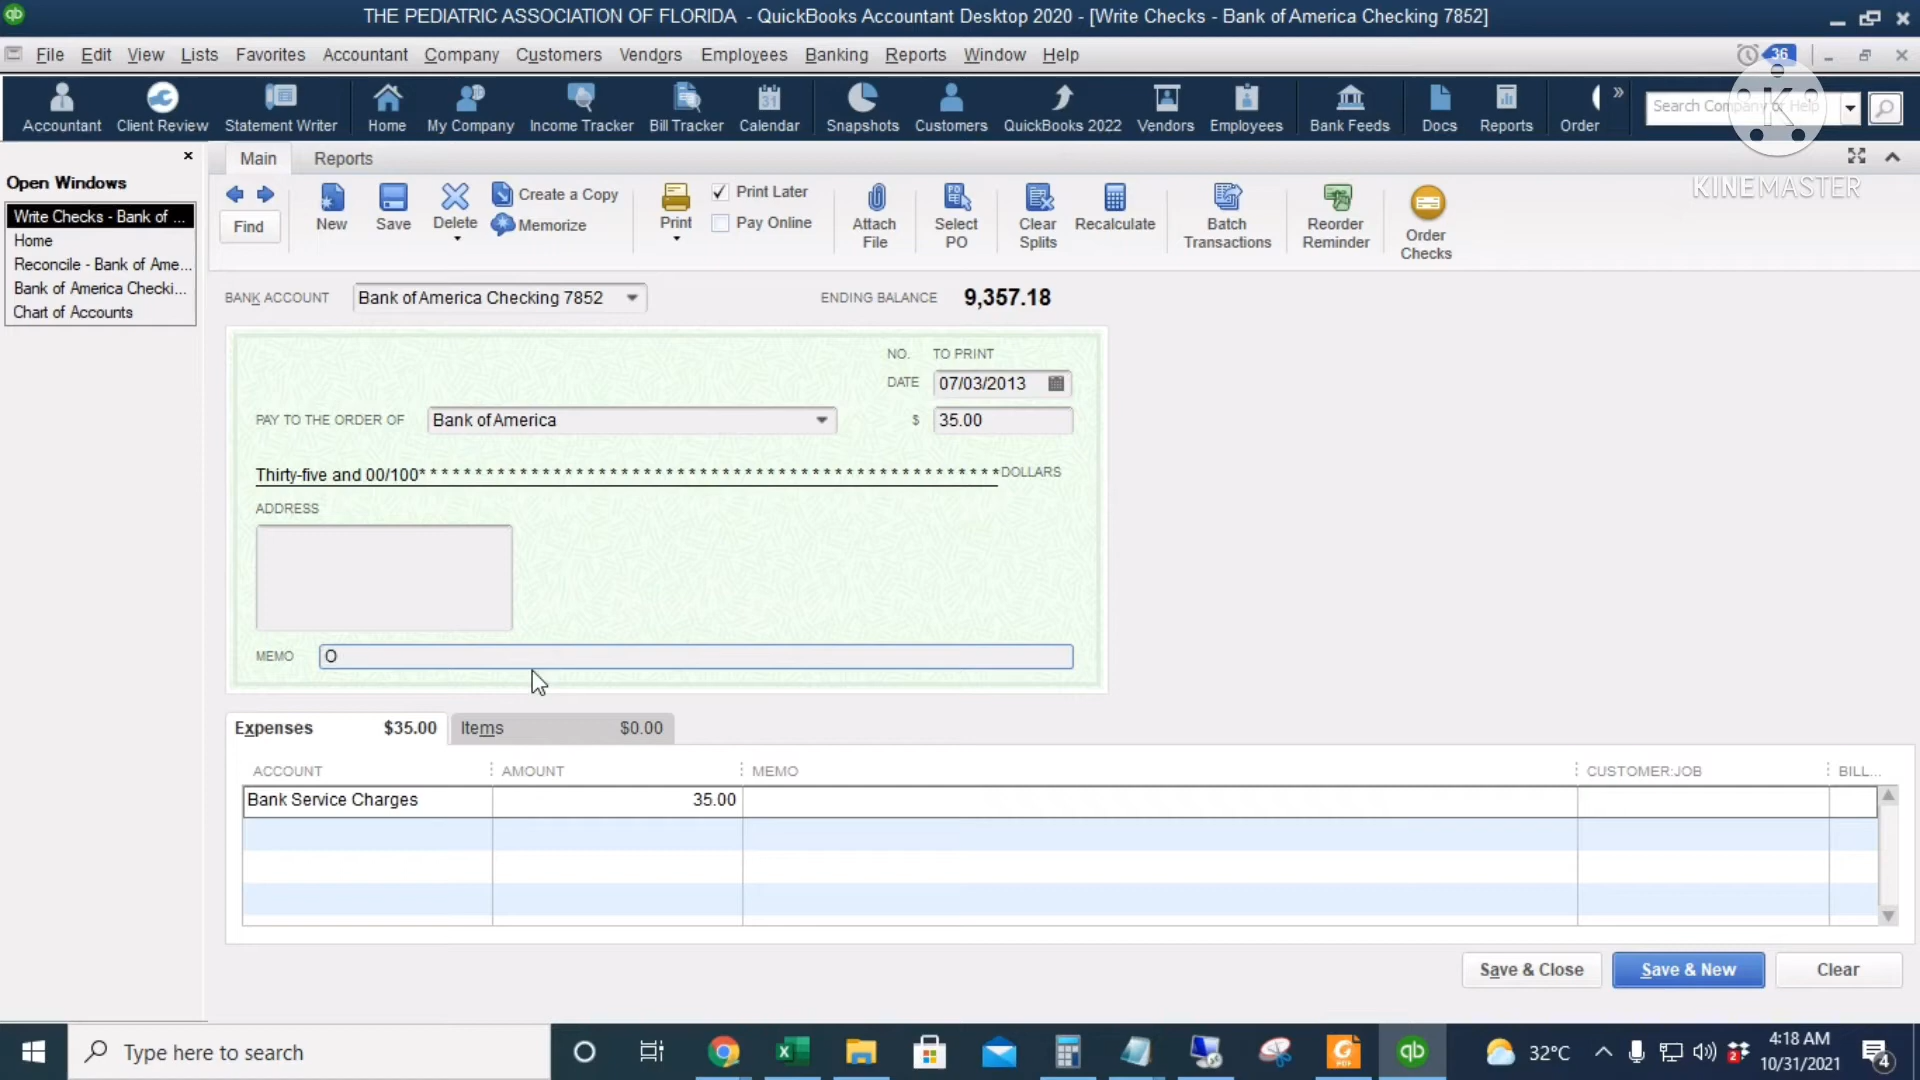 THE PEDIATRIC ASSOCIATION OF FLORIDA - QuickBooks Accountant Desktop 2020 - [Write Checks - Bank of America Checking 7852]
File Edit View Lists Favorites Accountant Company Customers Vendors Employees Banking Reports Window Help
36
Accountant Client Review Statement Writer Home My Company Income Tracker Bill Tracker Calendar Snapshots Customers QuickBooks 2022 Vendors Employees Bank Feeds Docs Reports Order
Search Company or Help
K
KINEMASTER
Open Windows
Write Checks - Bank of ...
Home
Reconcile - Bank of Ame...
Bank of America Checki...
Chart of Accounts
Main Reports
Find
New Save Delete
Create a Copy
Memorize
Print
Print Later
Pay Online
Attach File
Select PO
Clear Splits
Recalculate
Batch Transactions
Reorder Reminder
Order Checks
BANK ACCOUNT Bank of America Checking 7852 ENDING BALANCE 9,357.18
NO. TO PRINT
DATE 07/03/2013
PAY TO THE ORDER OF Bank of America $ 35.00
Thirty-five and 00/100* * * * * * * * * * * * * * * * * * * * * * * * * * * * * * * * * * * * * * * * * * * * * * * * * * * * DOLLARS
ADDRESS
MEMO O
Expenses $35.00 Items $0.00
ACCOUNT AMOUNT MEMO CUSTOMER:JOB BILL...
Bank Service Charges 35.00
Save & Close Save & New Clear
Type here to search
32°C
4:18 AM
10/31/2021
2
4